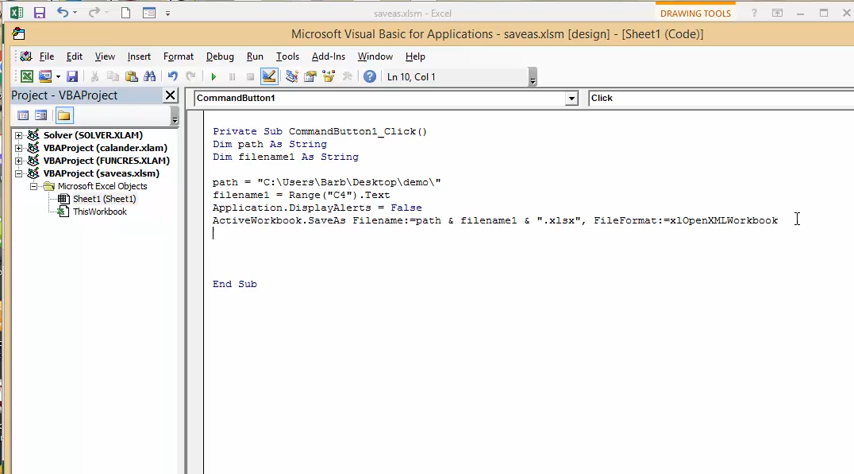 saveas.xlsm - Excel
DRAWING TOOLS
?
Microsoft Visual Basic for Applications - saveas.xlsm [design] - [Sheet1 (Code)]
File Edit View Insert Format Debug Run Tools Add-Ins Window Help
Ln 10, Col 1
Project - VBAProject
Solver (SOLVER.XLAM)
VBAProject (calander.xlam)
VBAProject (FUNCRES.XLAM)
VBAProject (saveas.xlsm)
Microsoft Excel Objects
Sheet1 (Sheet1)
ThisWorkbook
CommandButton1
Click
Private Sub CommandButton1_Click()
Dim path As String
Dim filename1 As String
path = "C:\Users\Barb\Desktop\demo\"
filename1 = Range("C4").Text
Application.DisplayAlerts = False
ActiveWorkbook.SaveAs Filename:=path & filename1 & ".xlsx", FileFormat:=xlOpenXMLWorkbook
End Sub